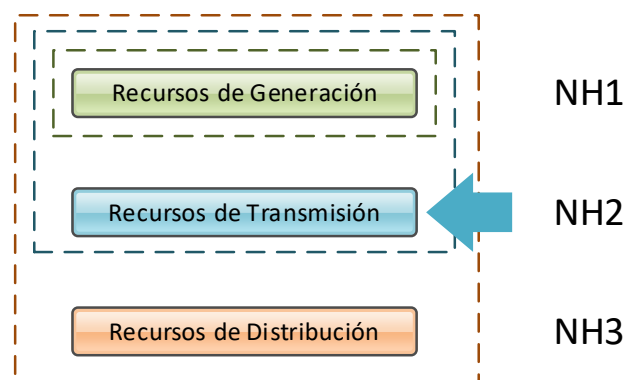 Recursos de Generación NH1
Recursos de Transmisión NH2
Recursos de Distribución NH3